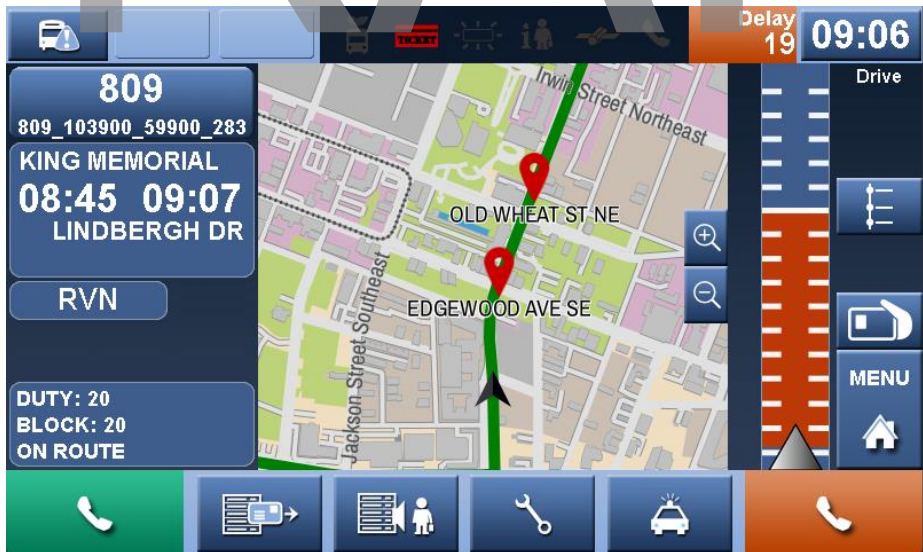 TICKET
Delay
19
09:06
809
809_103900_59900_283
KING MEMORIAL
08:45 09:07
LINDBERGH DR
RVN
DUTY: 20
BLOCK: 20
ON ROUTE
Irwin Street Northeast
OLD WHEAT ST NE
EDGEWOOD AVE SE
Jackson Street Southeast
Drive
MENU